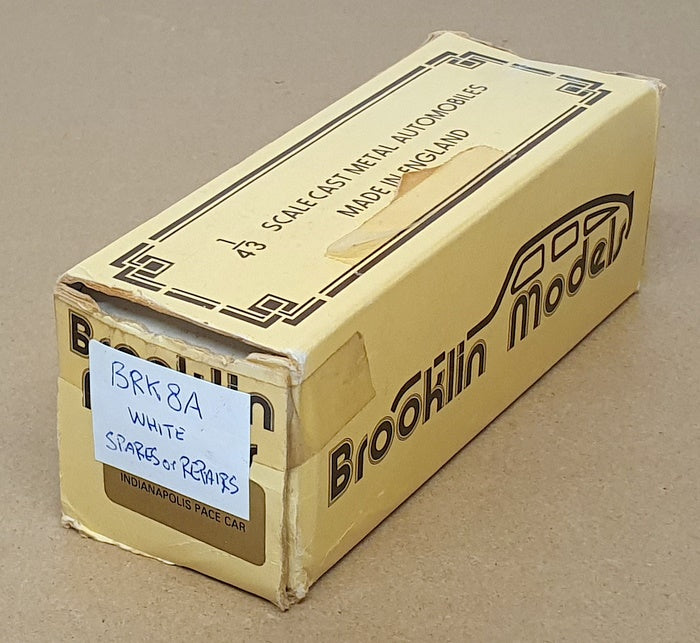 1/43 SCALE CAST METAL AUTOMOBILES
MADE IN ENGLAND
Brooklin Models
Brooklin
BRK 8A
WHITE
SPARES or REPAIRS
INDIANAPOLIS PACE CAR